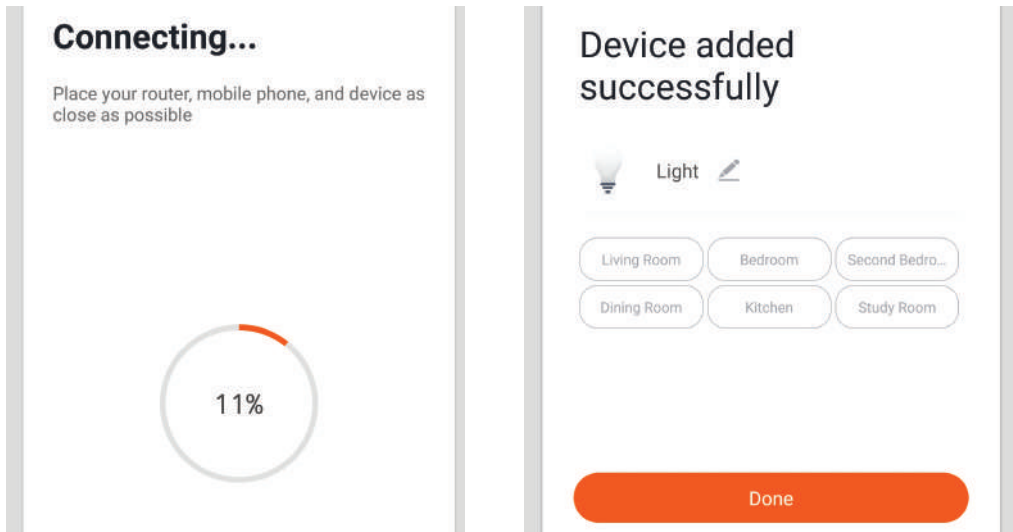 Connecting...
Place your router, mobile phone, and device as
close as possible
11%
Device added
successfully
Light
Living Room
Bedroom
Second Bedro...
Dining Room
Kitchen
Study Room
Done